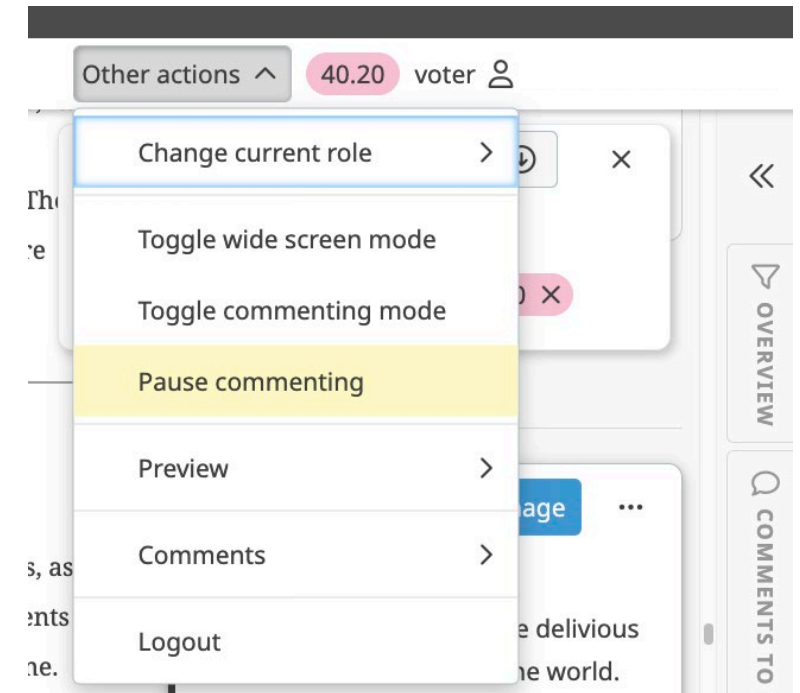 Other actions 40.20 voter
Change current role
The
re
Toggle wide screen mode
OVERVIEW
Toggle commenting mode
Pause commenting
Preview
age
COMMENTS TO
Comments
s, as
ents
e delivious
Logout
ne.
he world.